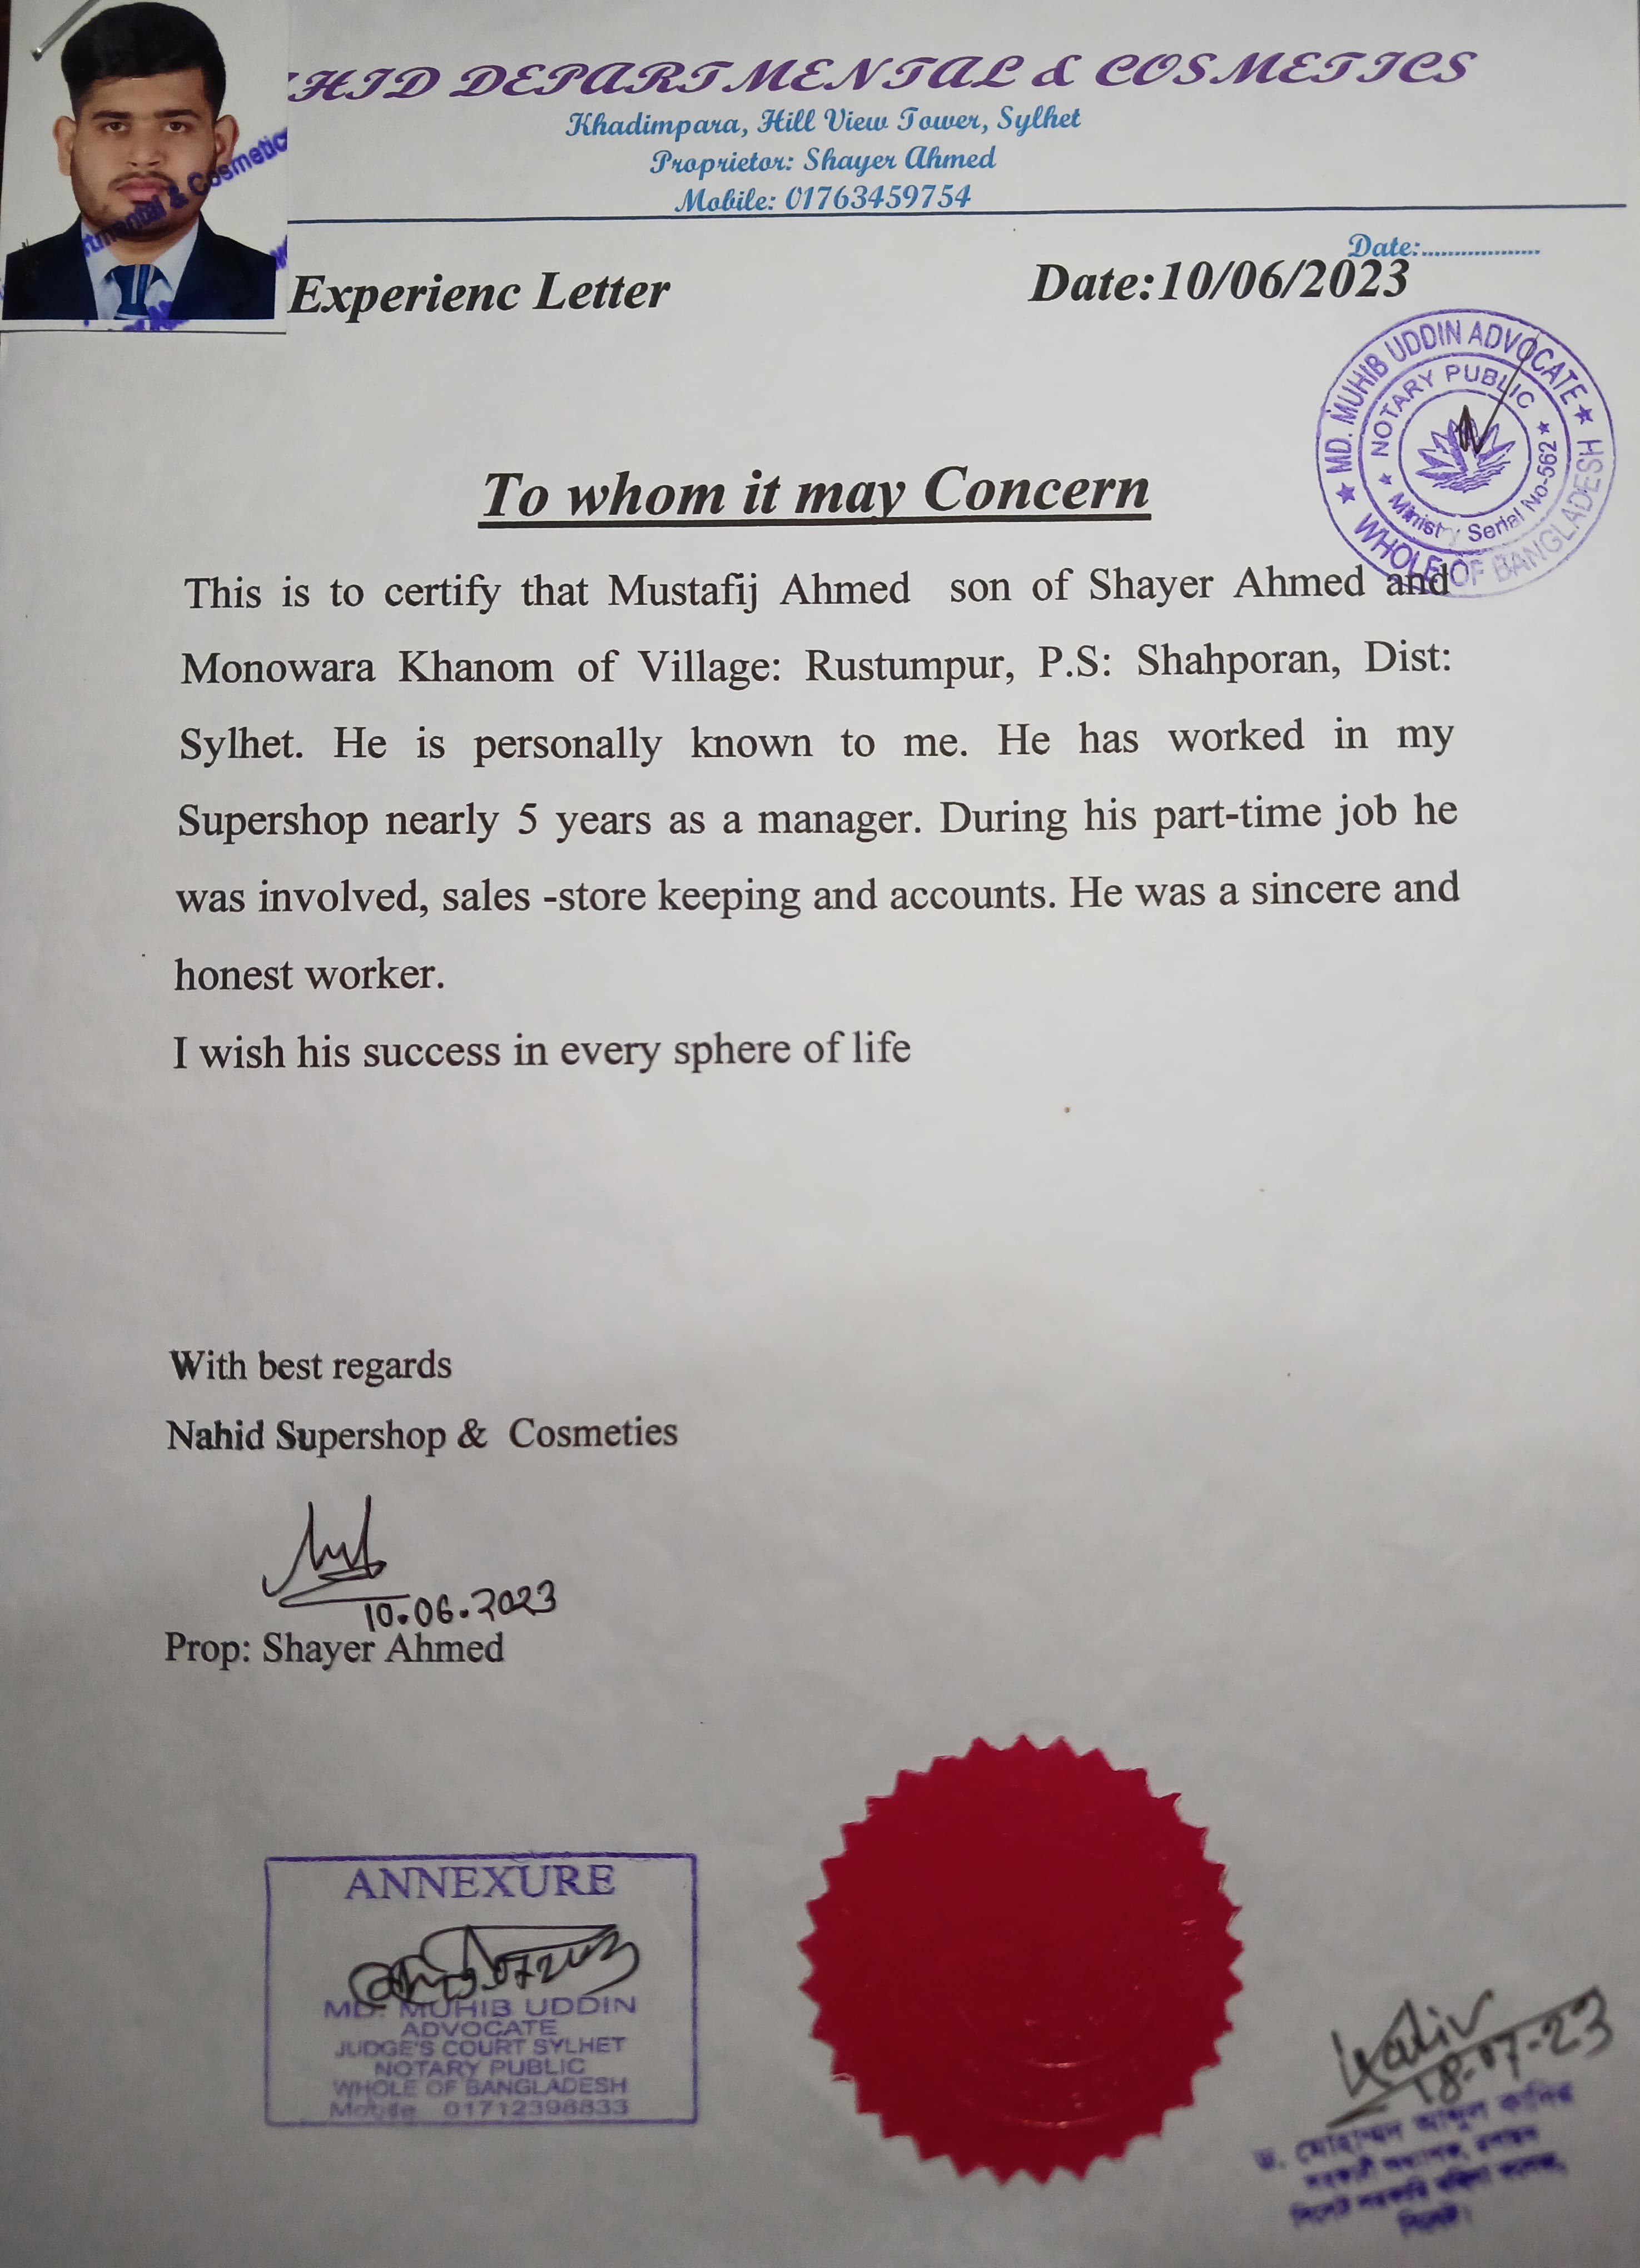 HID DEPARTMENTAL & COSMETICS
Khadimpara, Hill View Tower, Sylhet
Proprietor: Shayer Ahmed
Mobile: 01763459754
tmental & Cosmetic
Date:..................
Experienc Letter
Date:10/06/2023
★ MD. MUHIB UDDIN ADVOCATE ★
WHOLE OF BANGLADESH
★ NOTARY PUBLIC ★
Ministry Serial No-562
To whom it may Concern
This is to certify that Mustafij Ahmed son of Shayer Ahmed and
Monowara Khanom of Village: Rustumpur, P.S: Shahporan, Dist:
Sylhet. He is personally known to me. He has worked in my
Supershop nearly 5 years as a manager. During his part-time job he
was involved, sales -store keeping and accounts. He was a sincere and
honest worker.
I wish his success in every sphere of life
With best regards
Nahid Supershop & Cosmeties
10.06.2023
Prop: Shayer Ahmed
ANNEXURE
MD. MUHIB UDDIN
ADVOCATE
JUDGE'S COURT SYLHET
NOTARY PUBLIC
WHOLE OF BANGLADESH
Mobile 01712398833
18-07-23
ড. মোহাম্মদ আব্দুল কাদির